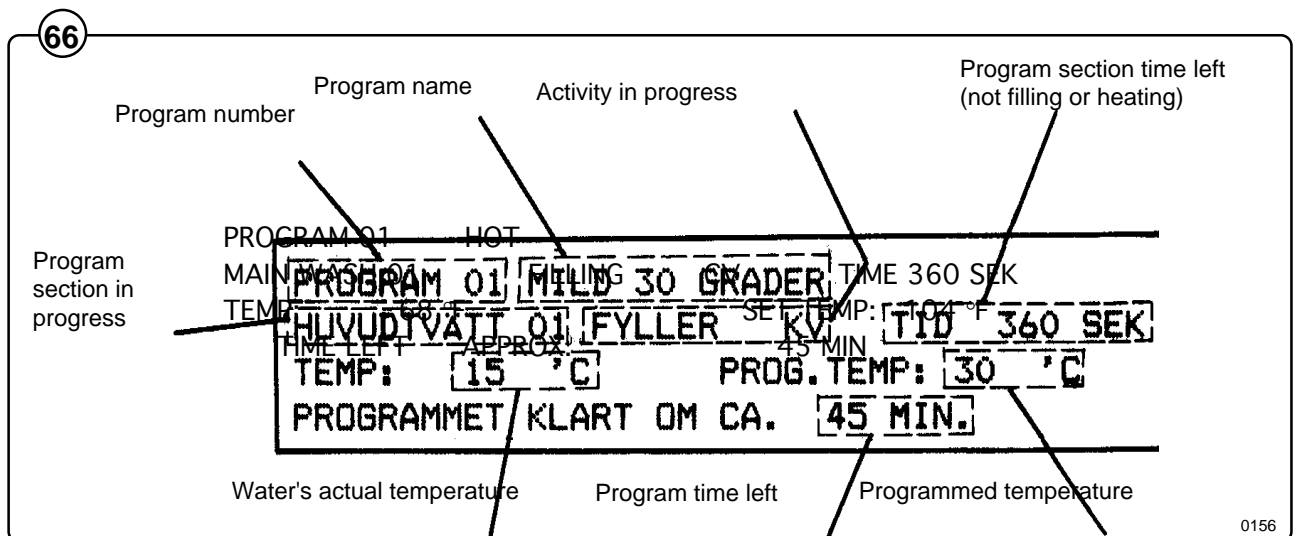 66
Program number
Program name
Activity in progress
Program section time left
(not filling or heating)
Program
section in
progress
PROGRAM 01 HOT
MAIN WASH 01 FILLING CV TIME 360 SEK
TEMP 68 °F SET TEMP: 104 °F
TIME LEFT APPROX. 45 MIN
PROGRAM 01 MILD 30 GRADER
HUVUDTVATT 01 FYLLER KV TID 360 SEK
TEMP: 15 'C PROG.TEMP: 30 'C
PROGRAMMET KLART OM CA. 45 MIN.
Water's actual temperature
Program time left
Programmed temperature
0156